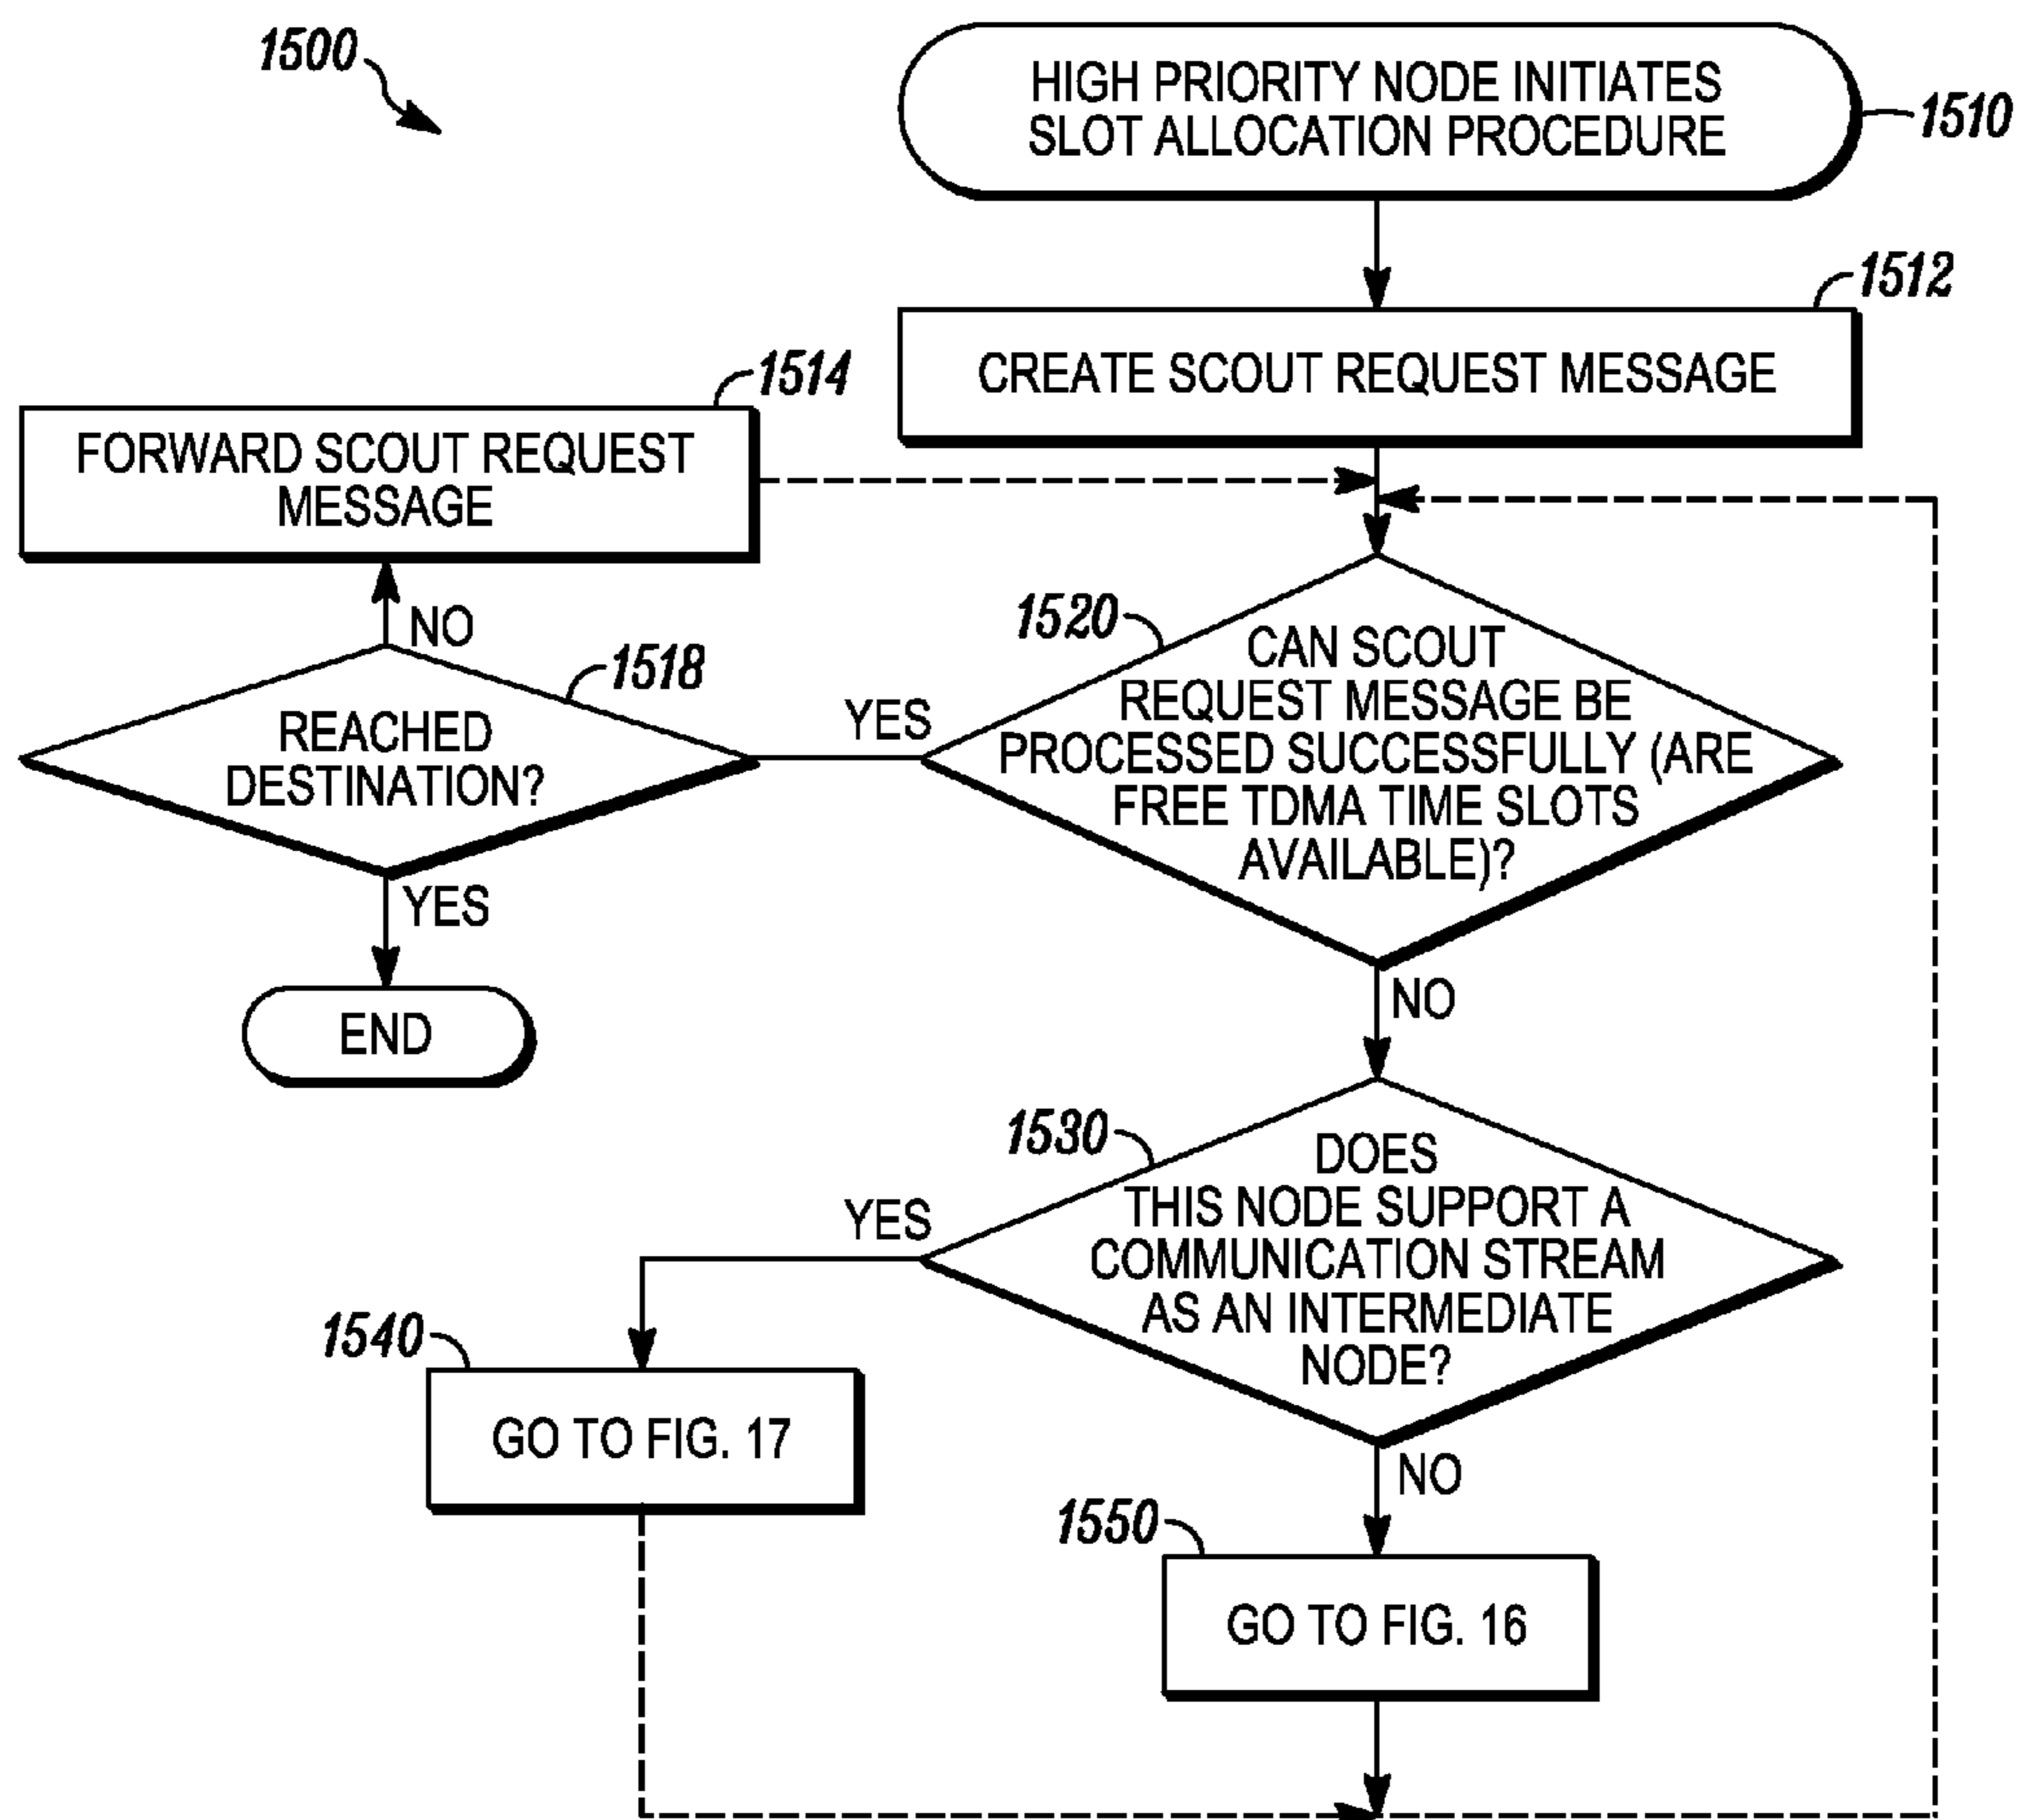 1500
HIGH PRIORITY NODE INITIATES
SLOT ALLOCATION PROCEDURE
1510
1512
CREATE SCOUT REQUEST MESSAGE
1514
FORWARD SCOUT REQUEST
MESSAGE
NO
1518
REACHED
DESTINATION?
YES
END
1520
YES
CAN SCOUT
REQUEST MESSAGE BE
PROCESSED SUCCESSFULLY (ARE
FREE TDMA TIME SLOTS
AVAILABLE)?
NO
1530
YES
DOES
THIS NODE SUPPORT A
COMMUNICATION STREAM
AS AN INTERMEDIATE
NODE?
1540
GO TO FIG. 17
NO
1550
GO TO FIG. 16